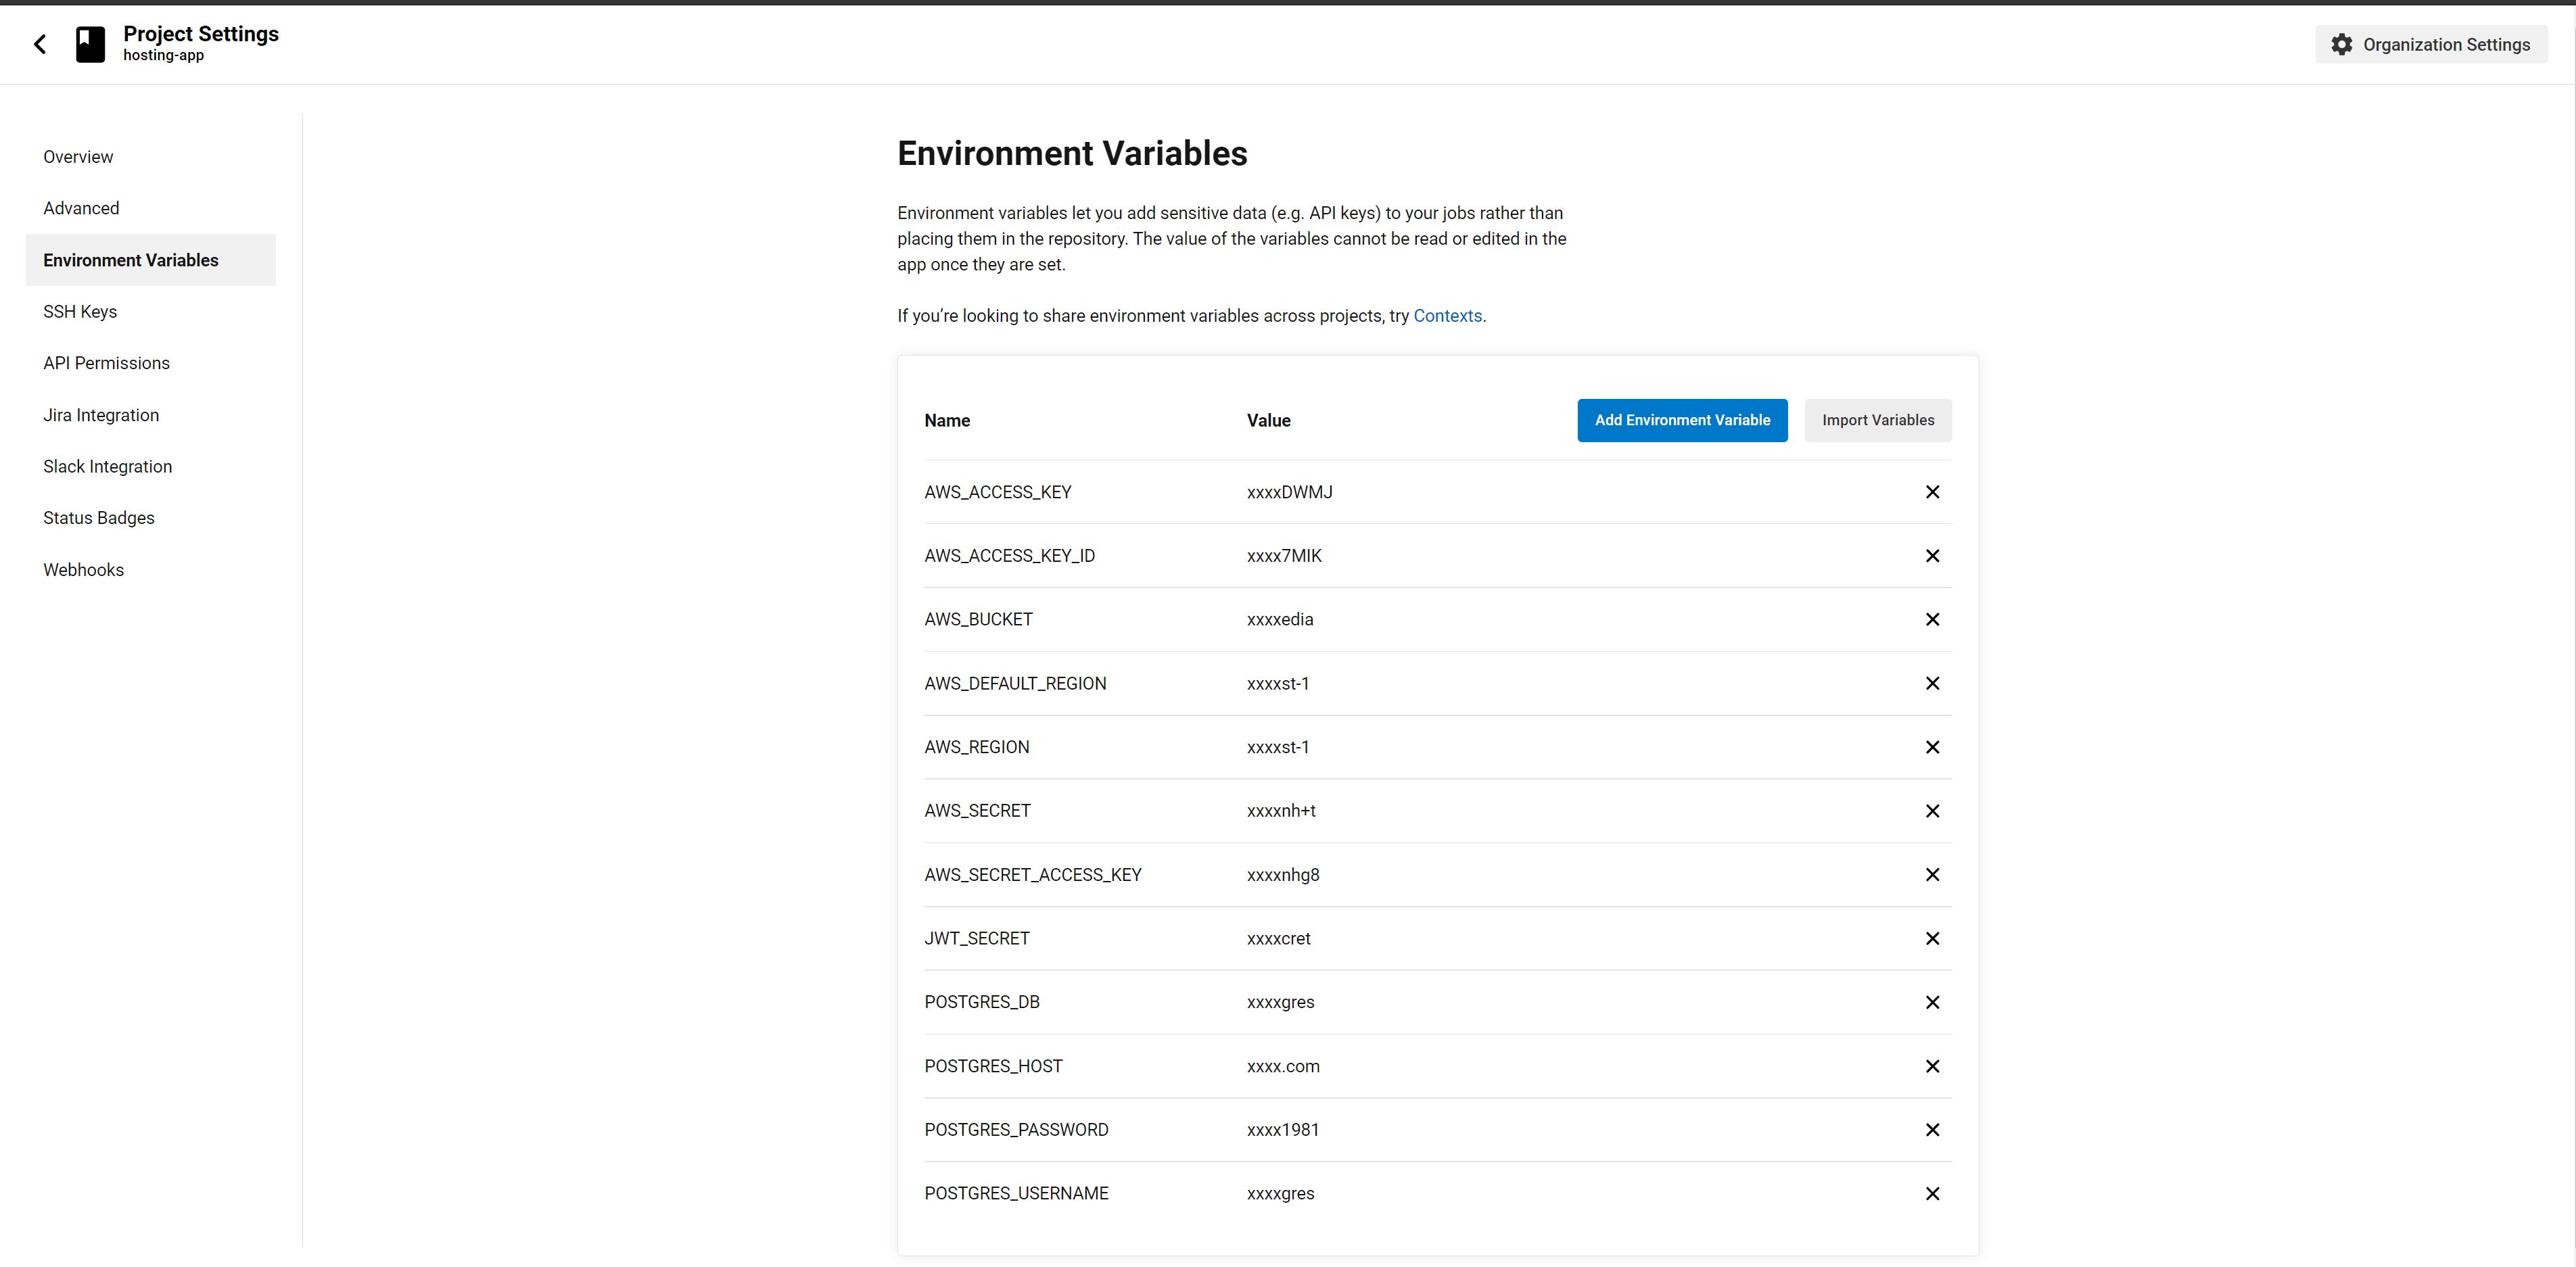 Project Settings
hosting-app
Organization Settings
Overview
Advanced
Environment Variables
SSH Keys
API Permissions
Jira Integration
Slack Integration
Status Badges
Webhooks
Environment Variables
Environment variables let you add sensitive data (e.g. API keys) to your jobs rather than
placing them in the repository. The value of the variables cannot be read or edited in the
app once they are set.
If you’re looking to share environment variables across projects, try Contexts.
Name Value Add Environment Variable Import Variables
AWS_ACCESS_KEY xxxxDWMJ
AWS_ACCESS_KEY_ID xxxx7MIK
AWS_BUCKET xxxxedia
AWS_DEFAULT_REGION xxxxst-1
AWS_REGION xxxxst-1
AWS_SECRET xxxxnh+t
AWS_SECRET_ACCESS_KEY xxxxnhg8
JWT_SECRET xxxxcret
POSTGRES_DB xxxxgres
POSTGRES_HOST xxxx.com
POSTGRES_PASSWORD xxxx1981
POSTGRES_USERNAME xxxxgres